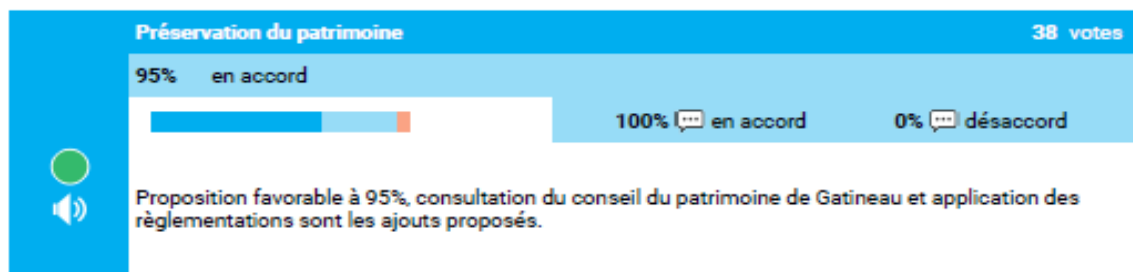 Préservation du patrimoine 38 votes
95% en accord
100% en accord 0% désaccord
Proposition favorable à 95%, consultation du conseil du patrimoine de Gatineau et application des
règlementations sont les ajouts proposés.